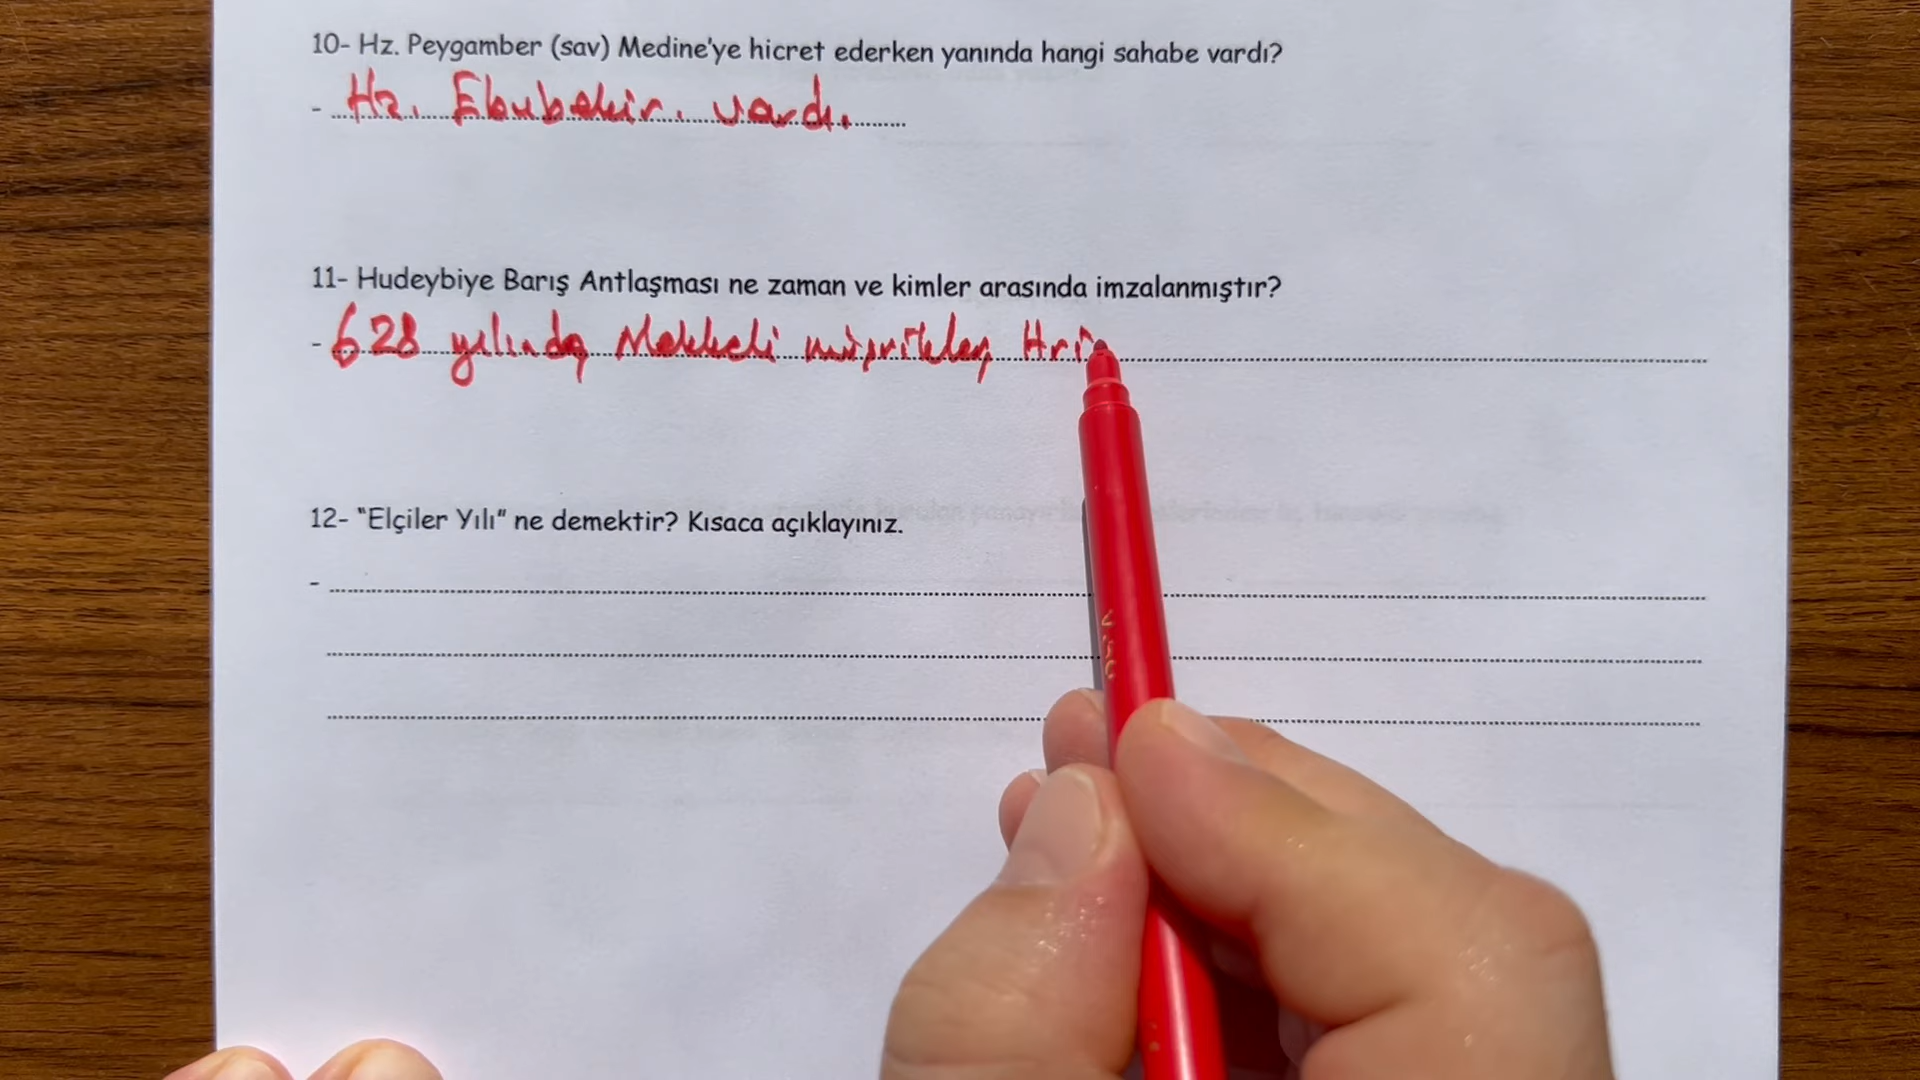 10- Hz. Peygamber (sav) Medine'ye hicret ederken yanında hangi sahabe vardı?
- Hz. Ebubekir. vardı.
11- Hudeybiye Barış Antlaşması ne zaman ve kimler arasında imzalanmıştır?
- 628 yılında Mekkeli müşrikler
12- "Elçiler Yılı" ne demektir? Kısaca açıklayınız.
-